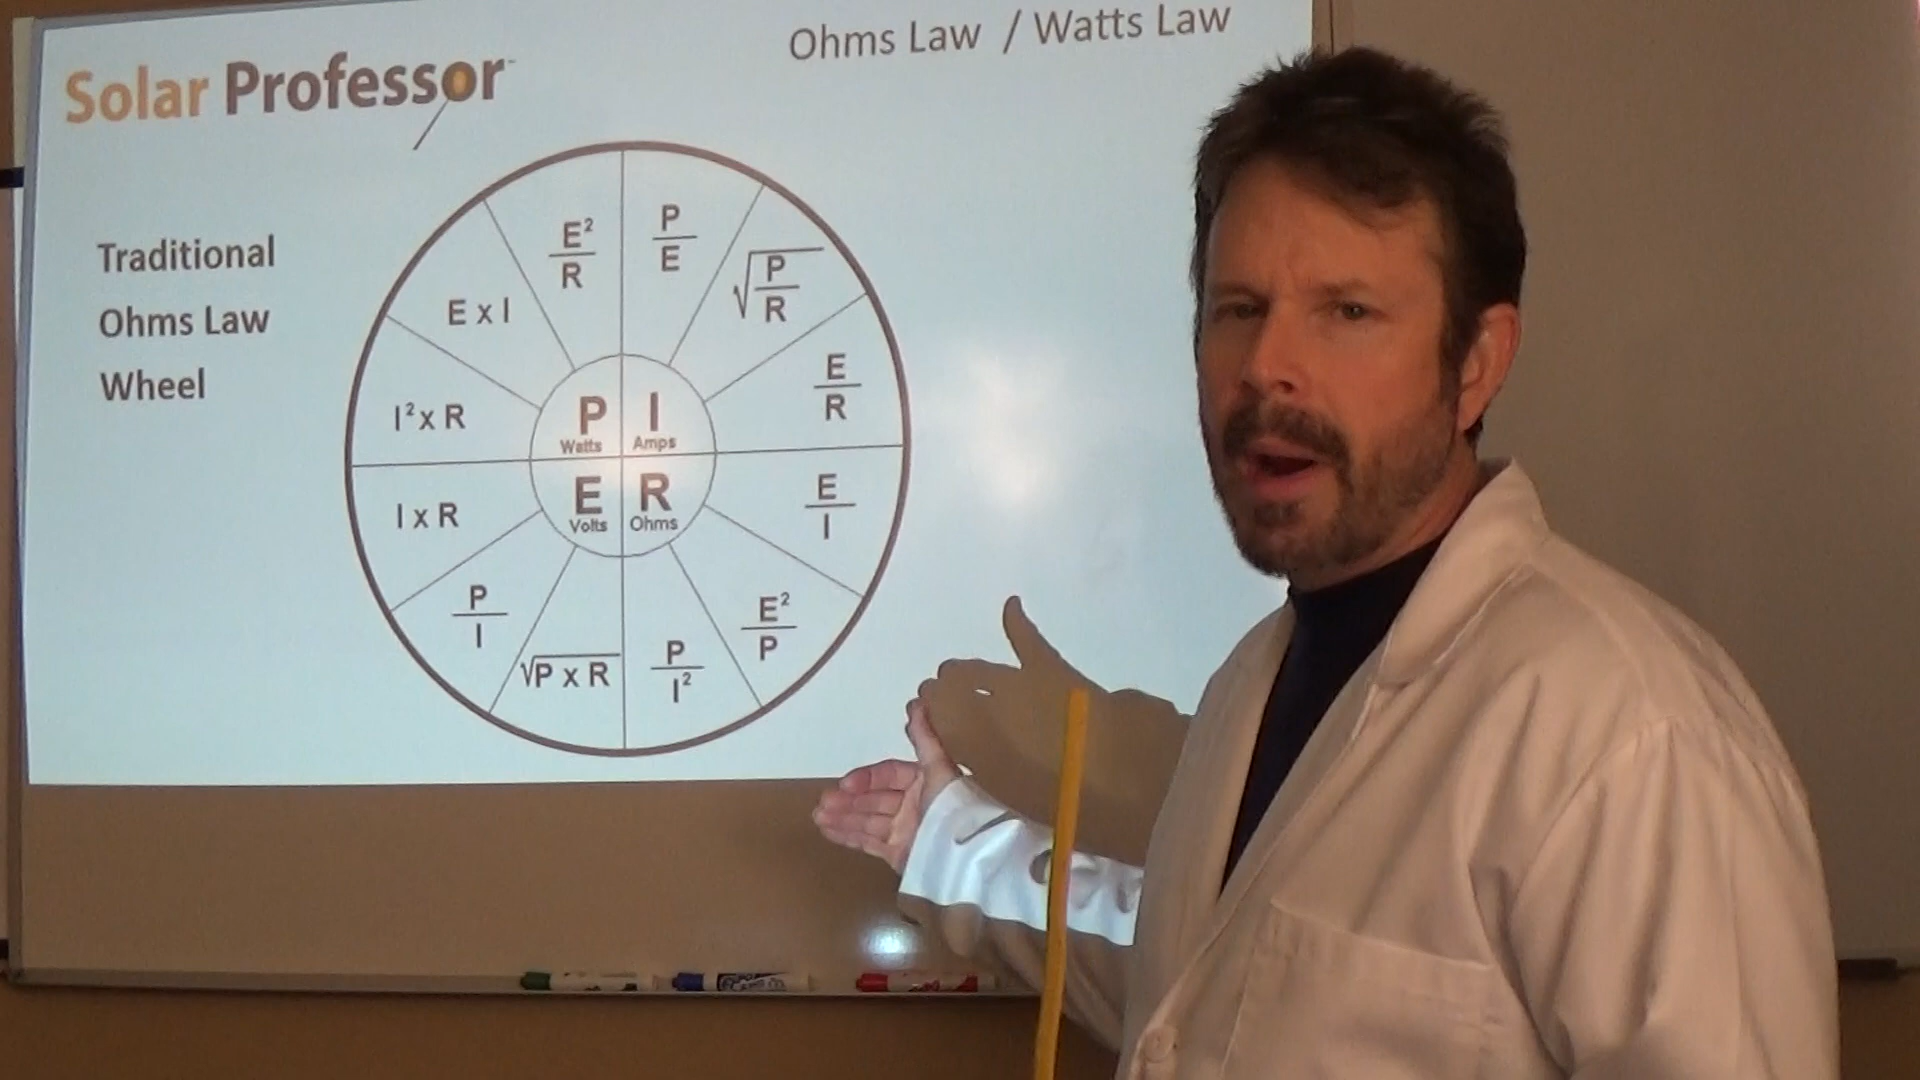 Ohms Law / Watts Law
Solar Professor
Traditional
Ohms Law
Wheel
E²
R
P
E
√P
R
E x I
E
R
I² x R
P
Watts
I
Amps
E
Volts
R
Ohms
I x R
E
I
P
I
E²
P
√P x R
P
I²